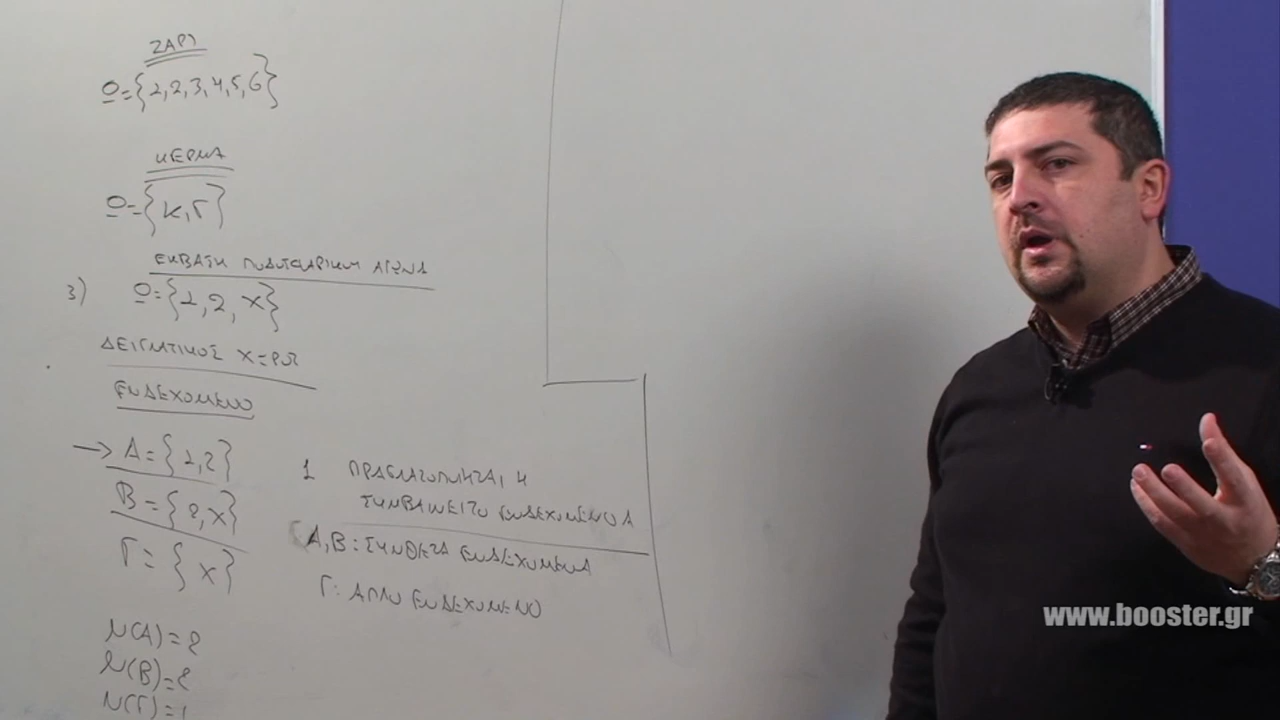 ΖΑΡΙ
Ω={1,2,3,4,5,6}
ΚΕΡΜΑ
Ω={Κ,Γ}
ΕΚΒΑΣΗ ΠΟΔΟΣΦΑΙΡΙΚΟΥ ΑΓΩΝΑ
3) Ω={1,2,Χ}
ΔΕΙΓΜΑΤΙΚΟΣ ΧΩΡΟΣ
ΕΝΔΕΧΟΜΕΝΟ
→ Α={1,2}
Β={2,Χ}
Γ={Χ}
Ν(Α)=2
Ν(Β)=2
Ν(Γ)=1
1 ΠΡΑΓΜΑΤΟΠΟΙΕΙΤΑΙ Η
ΣΥΜΒΑΙΝΕΙ ΤΟ ΕΝΔΕΧΟΜΕΝΟ Α
Α,Β: ΣΥΝΘΕΤΑ ΕΝΔΕΧΟΜΕΝΑ
Γ: ΑΠΛΟ ΕΝΔΕΧΟΜΕΝΟ
www.booster.gr